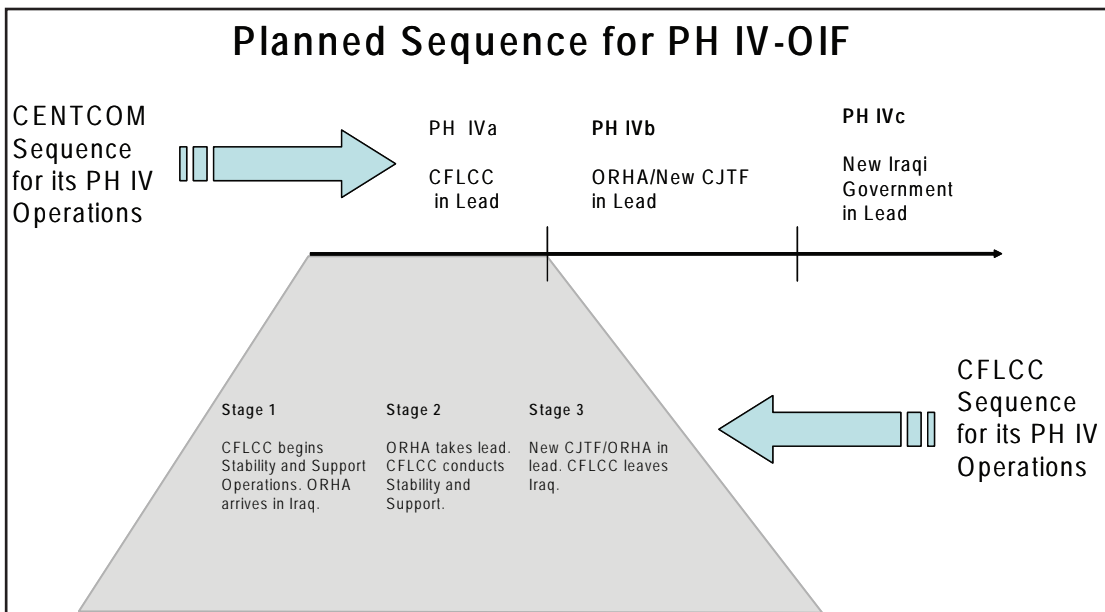 Planned Sequence for PH IV-OIF
CENTCOM
Sequence
for its PH IV
Operations
PH IVa
CFLCC
in Lead
PH IVb
ORHA/New CJTF
in Lead
PH IVc
New Iraqi
Government
in Lead
Stage 1
CFLCC begins
Stability and Support
Operations. ORHA
arrives in Iraq.
Stage 2
ORHA takes lead.
CFLCC conducts
Stability and
Support.
Stage 3
New CJTF/ORHA in
lead. CFLCC leaves
Iraq.
CFLCC
Sequence
for its PH IV
Operations